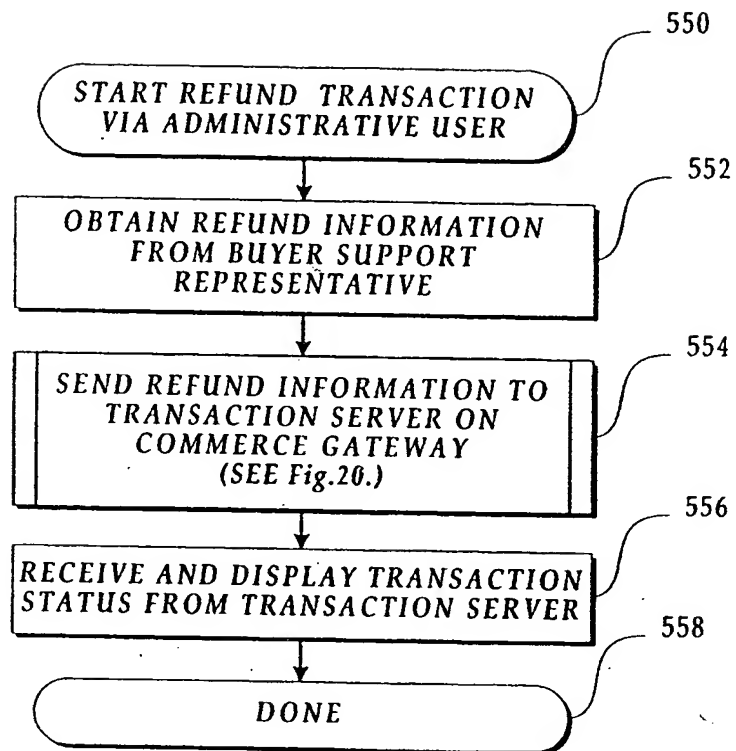 550
START REFUND TRANSACTION
VIA ADMINISTRATIVE USER
552
OBTAIN REFUND INFORMATION
FROM BUYER SUPPORT
REPRESENTATIVE
554
SEND REFUND INFORMATION TO
TRANSACTION SERVER ON
COMMERCE GATEWAY
(SEE Fig.20.)
556
RECEIVE AND DISPLAY TRANSACTION
STATUS FROM TRANSACTION SERVER
558
DONE